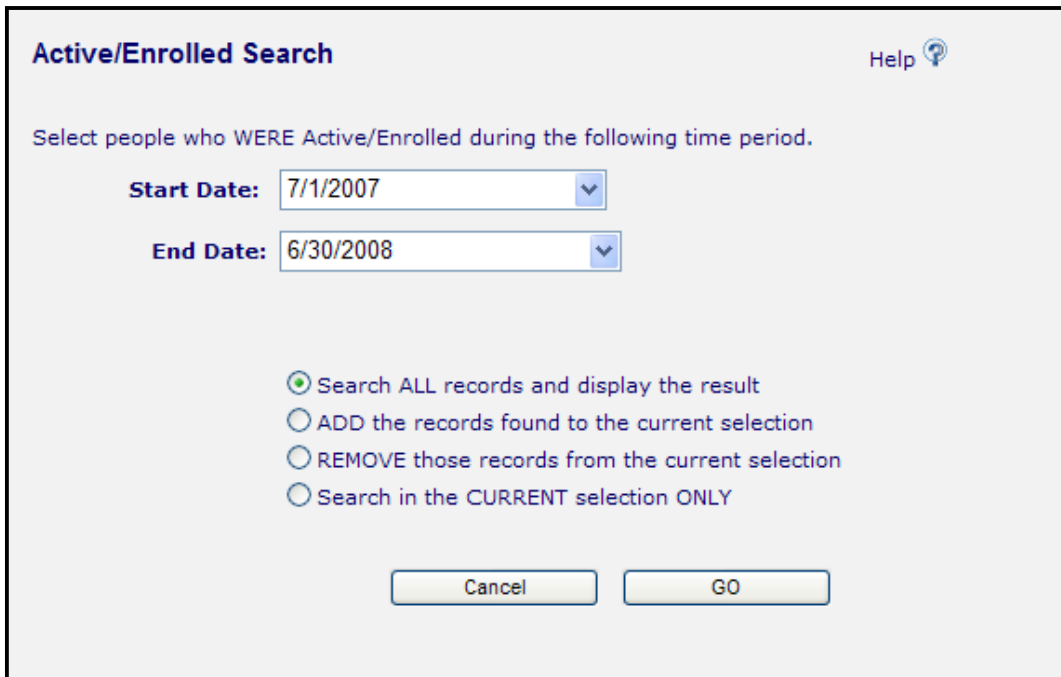 Active/Enrolled Search
Help
Select people who WERE Active/Enrolled during the following time period.
Start Date: 7/1/2007
End Date: 6/30/2008
Search ALL records and display the result
ADD the records found to the current selection
REMOVE those records from the current selection
Search in the CURRENT selection ONLY
Cancel GO